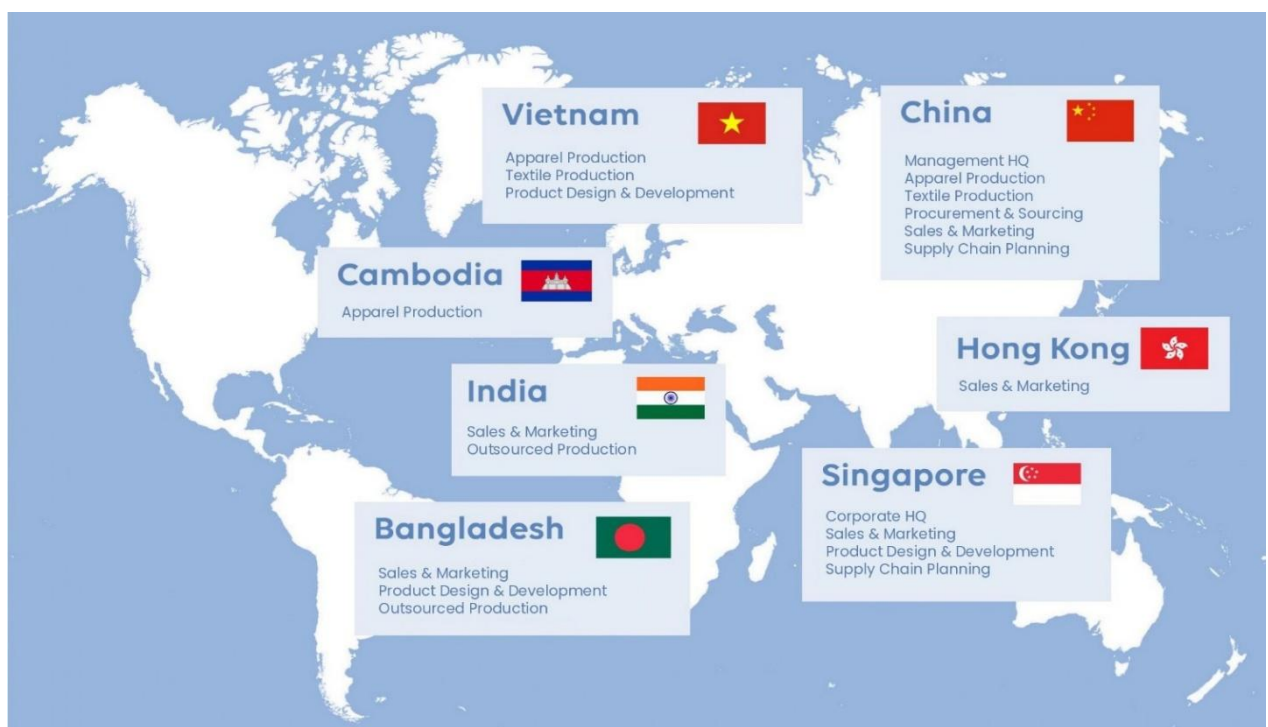 Vietnam
Apparel Production
Textile Production
Product Design & Development
China
Management HQ
Apparel Production
Textile Production
Procurement & Sourcing
Sales & Marketing
Supply Chain Planning
Cambodia
Apparel Production
Hong Kong
Sales & Marketing
India
Sales & Marketing
Outsourced Production
Singapore
Corporate HQ
Sales & Marketing
Product Design & Development
Supply Chain Planning
Bangladesh
Sales & Marketing
Product Design & Development
Outsourced Production